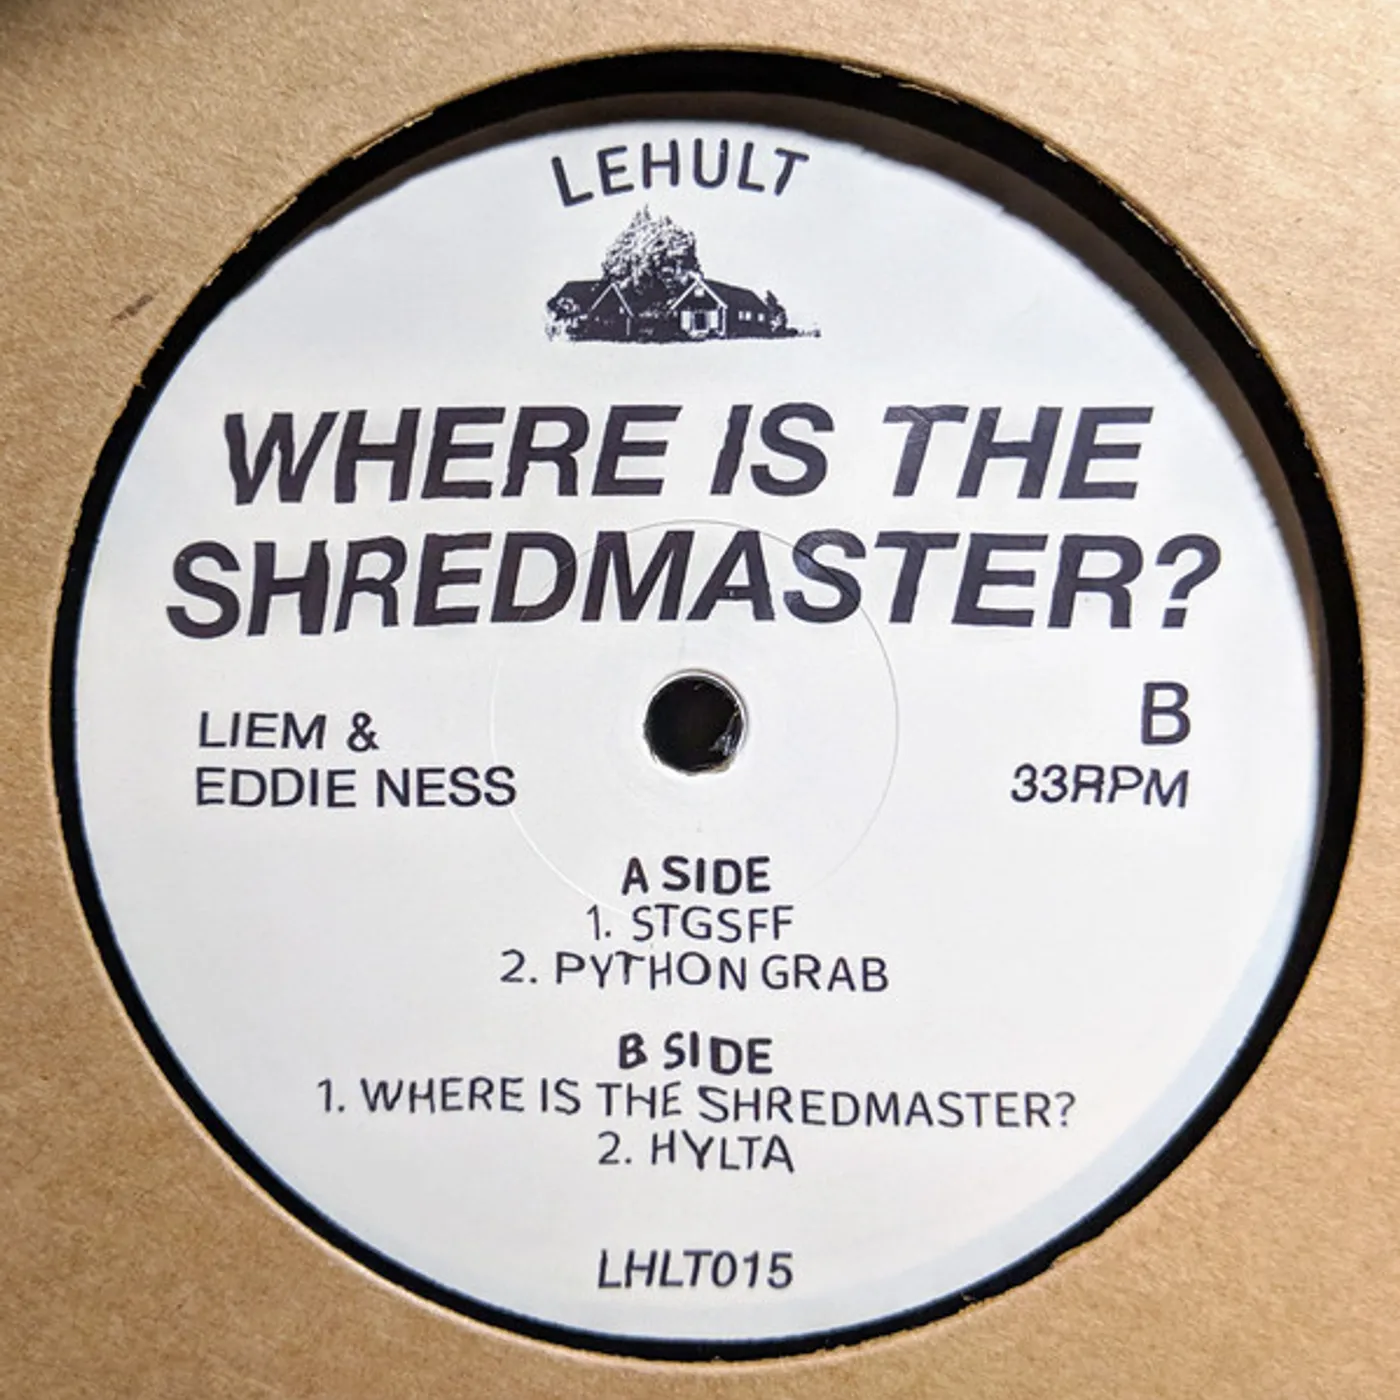 LEHULT
WHERE IS THE
SHREDMASTER?
LIEM &
EDDIE NESS
B
33RPM
A SIDE
1. STGSFF
2. PYTHON GRAB
B SIDE
1. WHERE IS THE SHREDMASTER?
2. HYLTA
LHLT015